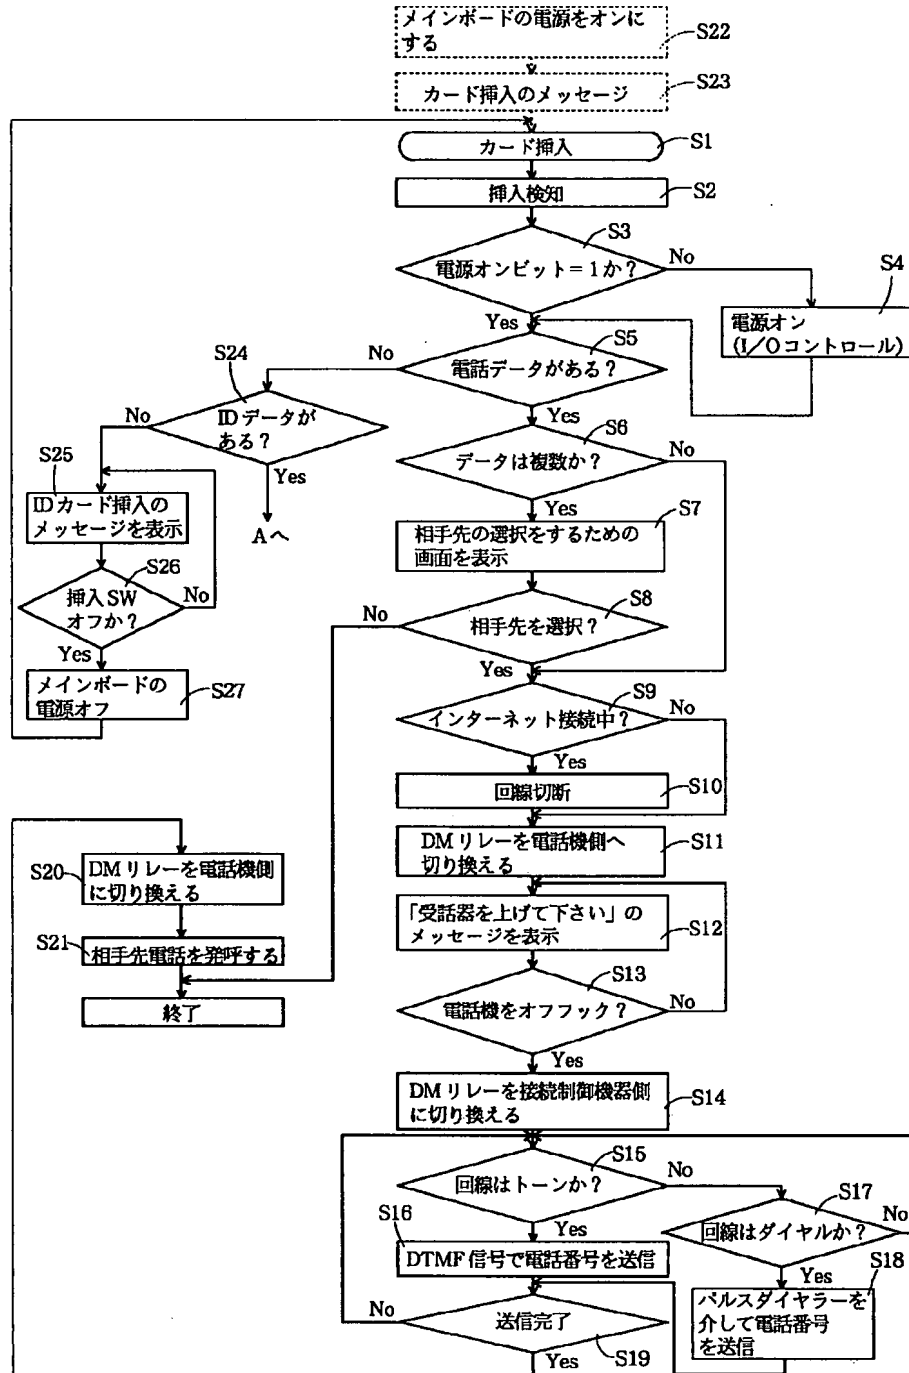 メインボードの電源をオンに
する
S22
カード挿入のメッセージ
S23
カード挿入
S1
挿入検知
S2
S3
電源オンビット=1か?
No
S4
Yes
電源オン
(I/Oコントロール)
S5
電話データがある?
No
S24
IDデータが
ある?
No
Yes
Aへ
Yes
S6
データは複数か?
No
S25
IDカード挿入の
メッセージを表示
Yes
S7
相手先の選択をするための
画面を表示
S26
挿入SW
オフか?
No
Yes
S8
相手先を選択?
No
Yes
メインボードの
電源オフ
S27
S9
インターネット接続中?
No
Yes
回線切断
S10
DMリレーを電話機側へ
切り換える
S11
S20
DMリレーを電話機側
に切り換える
「受話器を上げて下さい」の
メッセージを表示
S12
S21
相手先電話を発呼する
S13
電話機をオフフック?
No
終了
Yes
DMリレーを接続制御機器側
に切り換える
S14
S15
回線はトーンか?
No
S17
回線はダイヤルか?
No
S16
Yes
DTMF信号で電話番号を送信
Yes
S18
パルスダイヤラーを
介して電話番号
を送信
No
送信完了
S19
Yes